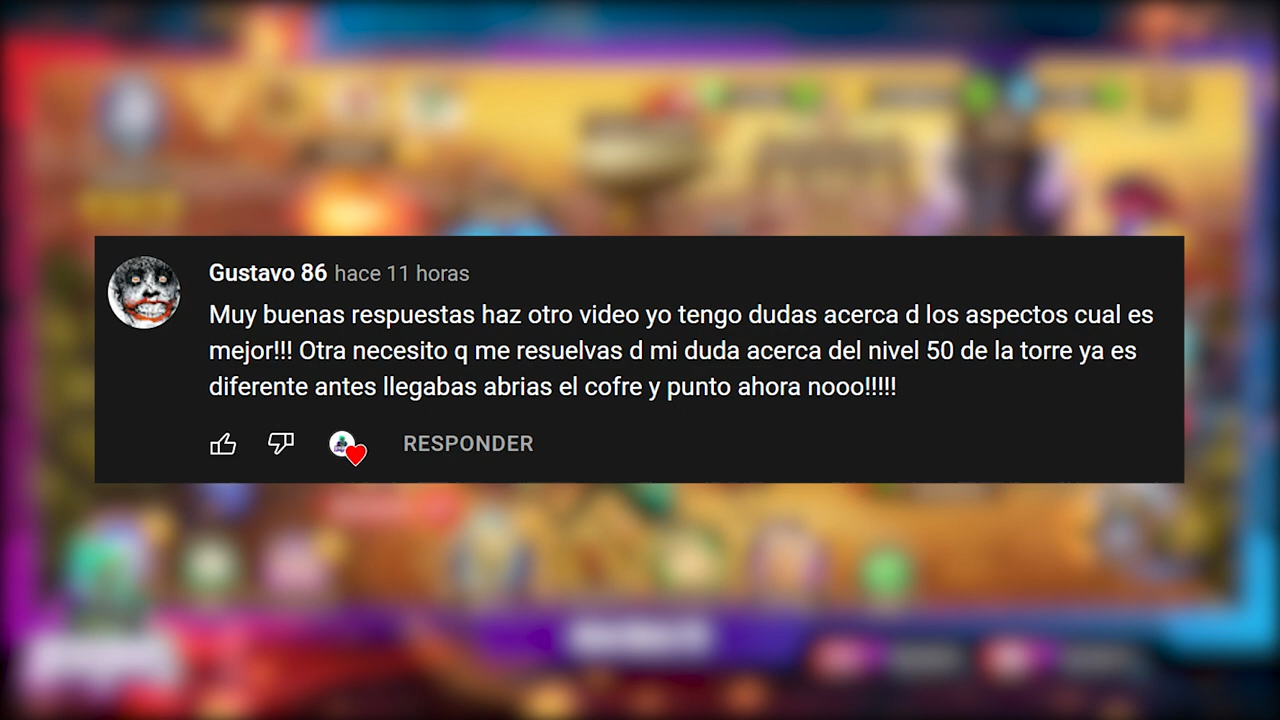 Gustavo 86 hace 11 horas
Muy buenas respuestas haz otro video yo tengo dudas acerca d los aspectos cual es
mejor!!! Otra necesito q me resuelvas d mi duda acerca del nivel 50 de la torre ya es
diferente antes llegabas abrias el cofre y punto ahora nooo!!!!!
RESPONDER